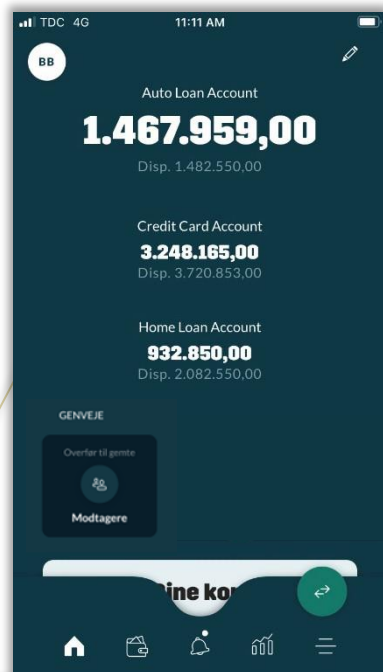 TDC 4G 11:11 AM
BB
Auto Loan Account
1.467.959,00
Disp. 1.482.550,00
Credit Card Account
3.248.165,00
Disp. 3.720.853,00
Home Loan Account
932.850,00
Disp. 2.082.550,00
GENVEJE
Overfør til gemte
Modtagere